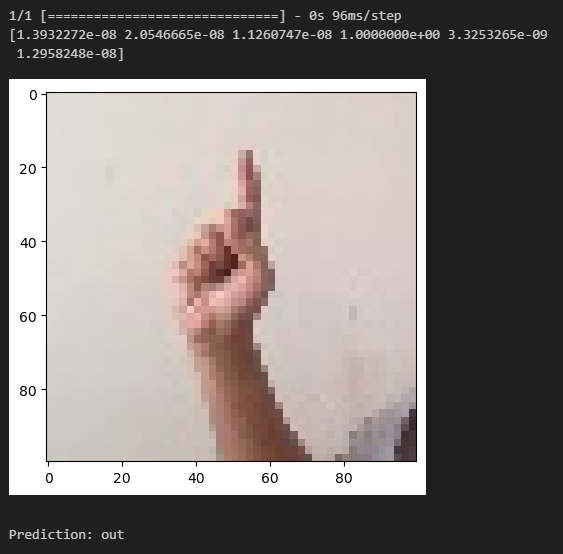 1/1 [==============================] - 0s 96ms/step
[1.3932272e-08 2.0546665e-08 1.1260747e-08 1.0000000e+00 3.3253265e-09
1.2958248e-08]
0
20
40
60
80
0 20 40 60 80
Prediction: out